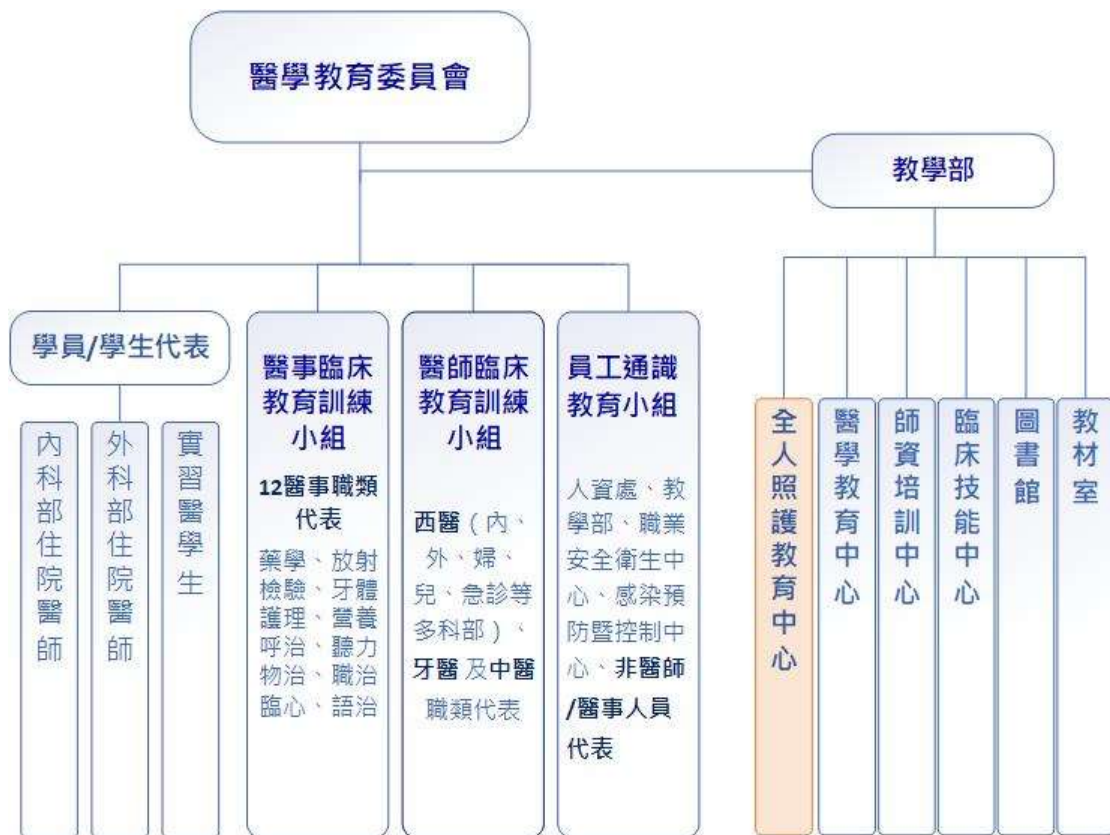 醫學教育委員會
教學部
學員/學生代表
內科部住院醫師
外科部住院醫師
實習醫學生
醫事臨床
教育訓練
小組
12醫事職類
代表
藥學、放射
檢驗、牙體
護理、營養
呼治、聽力
物治、職治
臨心、語治
醫師臨床
教育訓練
小組
西醫（內、
外、婦、
兒、急診等
多科部）、
牙醫及中醫
職類代表
員工通識
教育小組
人資處、教
學部、職業
安全衛生中
心、感染預
防暨控制中
心、非醫師
/醫事人員
代表
全人照護教育中心
醫學教育中心
師資培訓中心
臨床技能中心
圖書館
教材室